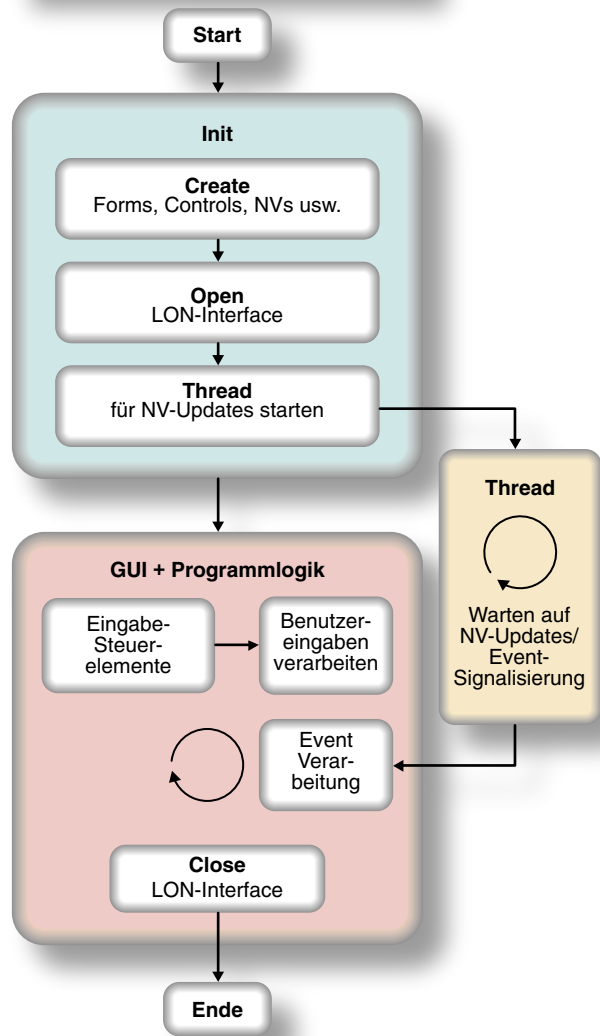 Start
Init
Create
Forms, Controls, NVs usw.
Open
LON-Interface
Thread
für NV-Updates starten
Thread
Warten auf
NV-Updates/
Event-
Signalisierung
GUI + Programmlogik
Eingabe-
Steuer-
elemente
Benutzer-
eingaben
verarbeiten
Event
Verar-
beitung
Close
LON-Interface
Ende